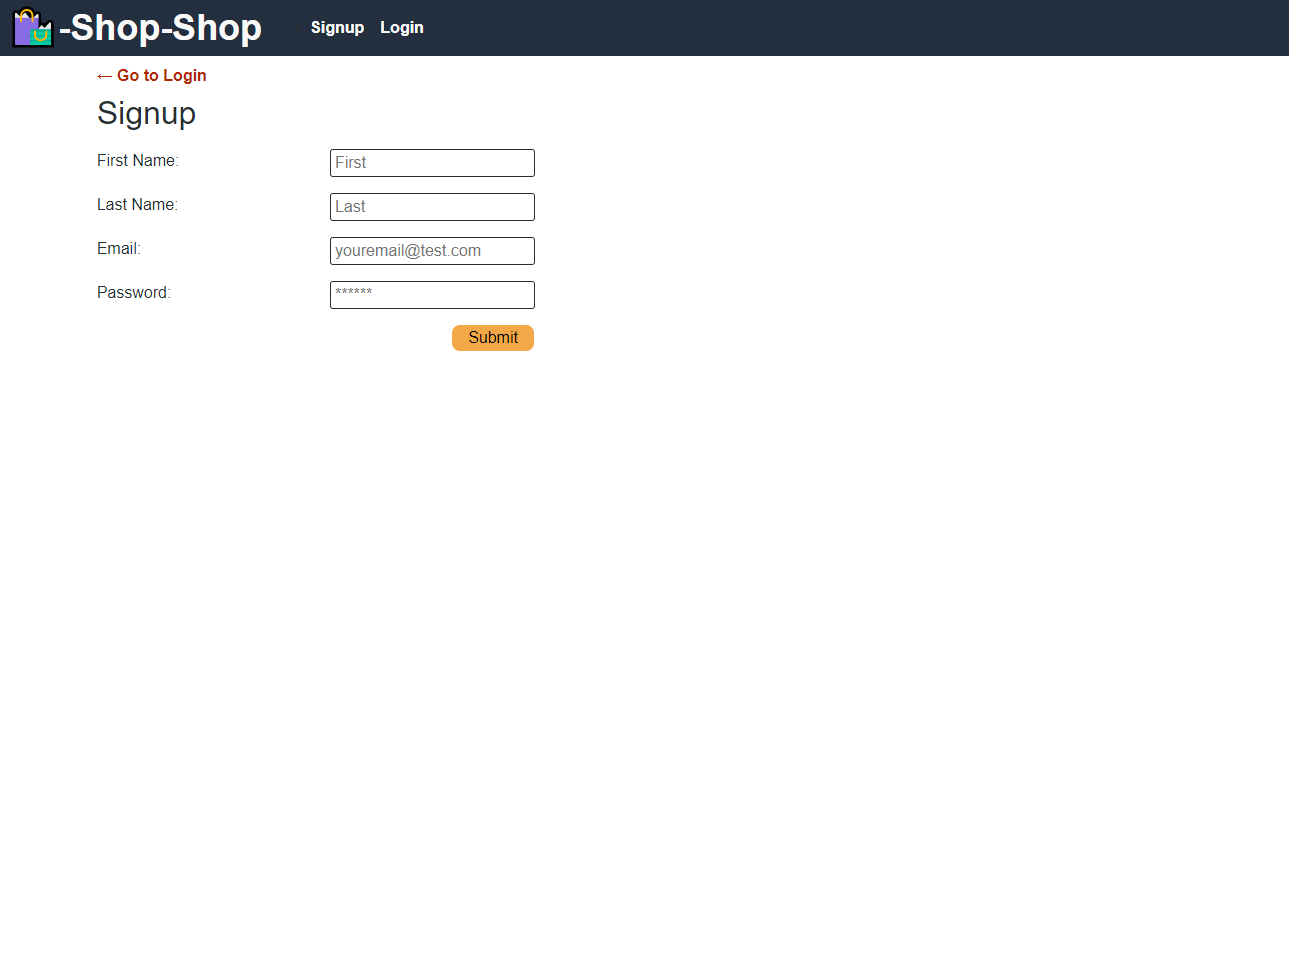 -Shop-Shop Signup Login
← Go to Login
Signup
First Name: First
Last Name: Last
Email: youremail@test.com
Password: ******
Submit